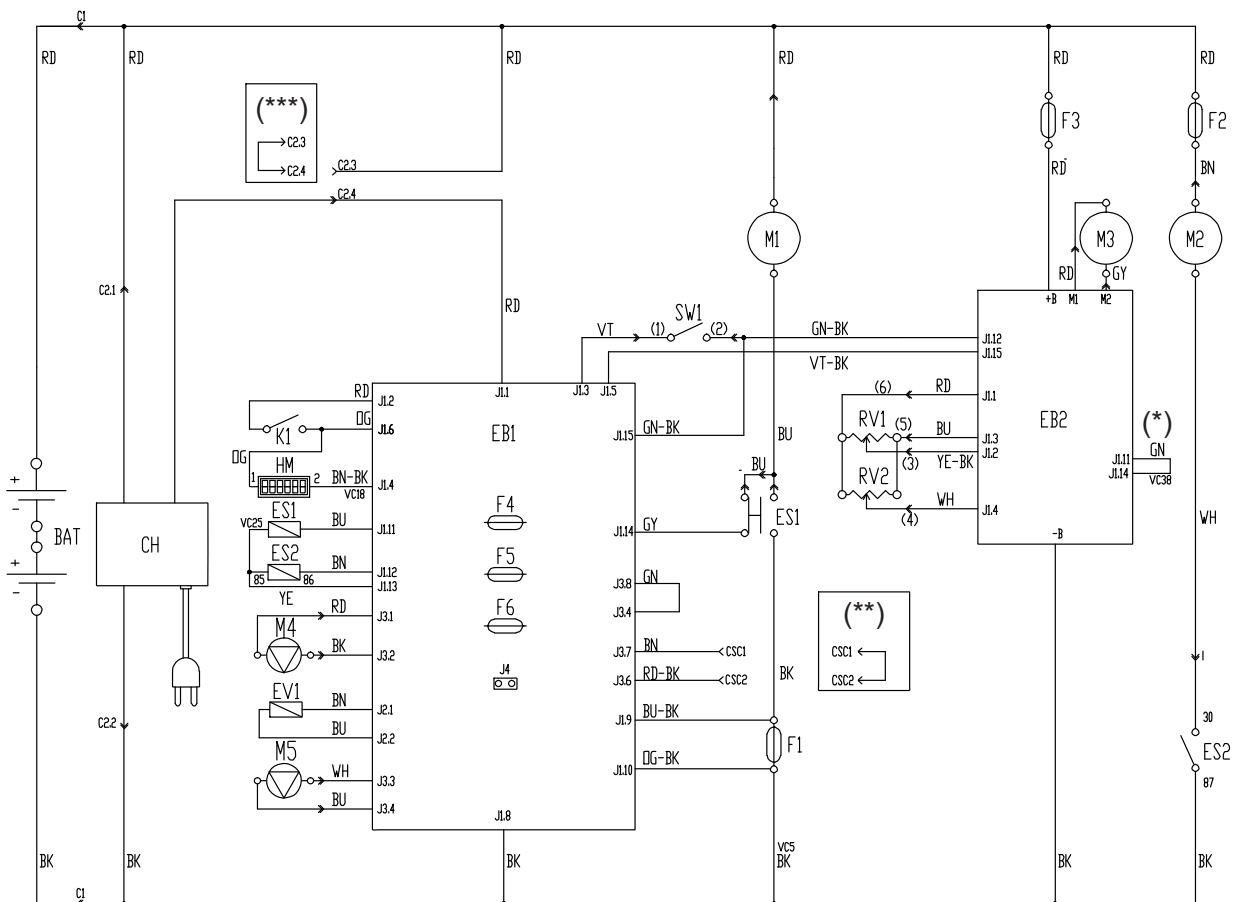 C1
RD RD RD RD RD RD
(***)
C2.3
C2.4
C2.3
C2.4
F3
F2
RD
BN
M1
M3
M2
C2.1
RD
GY
+B M1 M2
RD
SW1
VT
(1)
(2)
GN-BK
J1.12
VT-BK
J1.15
J1.1
J1.3
J1.5
RD
J1.2
OG
J1.6
K1
EB1
GN-BK
J1.15
BU
(6)
RD
J1.1
RV1
(5)
BU
J1.3
(3)
YE-BK
J1.2
EB2
(*)
GN
J1.11
J1.14
VC38
RV2
WH
J1.4
(4)
-B
OG
HM
1
2
BN-BK
J1.4
VC18
BU
ES1
VC25
ES1
BU
J1.11
F4
GY
J1.14
WH
BAT
+
-
+
-
CH
ES2
BN
J1.12
85
86
J1.13
YE
F5
GN
J3.8
J3.4
RD
J3.1
F6
M4
BK
J3.2
(**)
CSC1
CSC2
BN
J3.7
CSC1
RD-BK
J3.6
CSC2
J4
BK
EV1
BN
J2.1
BU
J2.2
BU-BK
J1.9
F1
OG-BK
J1.10
C2.2
30
ES2
87
M5
WH
J3.3
BU
J3.4
J1.8
VC5
BK BK BK BK BK BK
C1